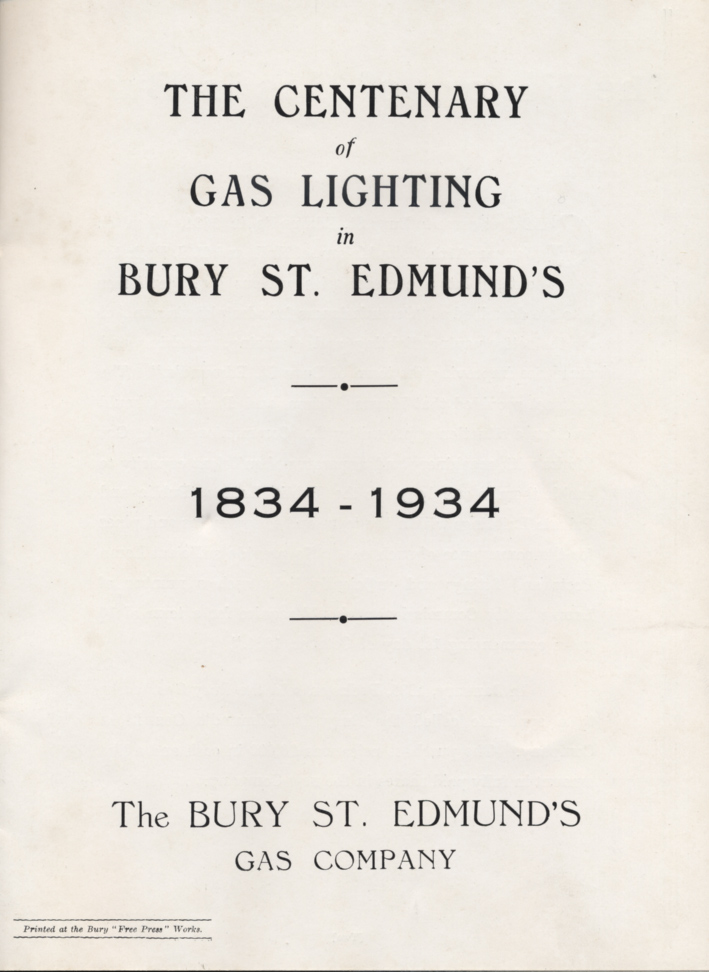 THE CENTENARY
of
GAS LIGHTING
in
BURY ST. EDMUND'S
1834 - 1934
The BURY ST. EDMUND'S
GAS COMPANY
Printed at the Bury "Free Press" Works.